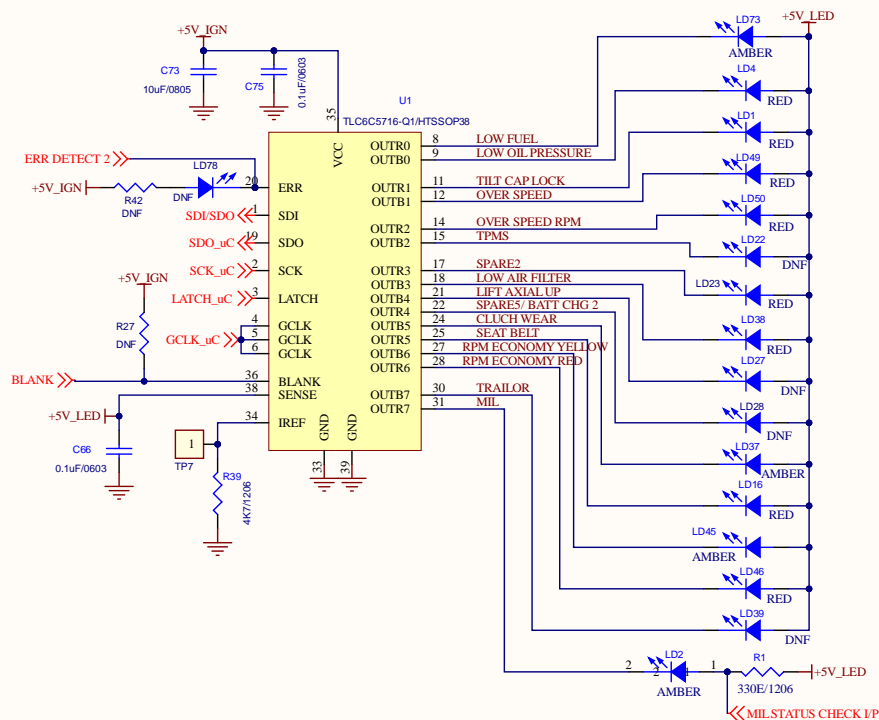 +5V_IGN
C73
10uF/0805
C75
0.1uF/0603
U1
TLC6C5716-Q1/HTSSOP38
35
VCC
ERR DETECT 2
+5V_IGN
R42
DNF
LD78
DNF
20
ERR
SDI/SDO
1
SDI
SDO_uC
19
SDO
SCK_uC
2
SCK
LATCH_uC
3
LATCH
+5V_IGN
R27
DNF
GCLK_uC
4
GCLK
5
GCLK
6
GCLK
BLANK
36
BLANK
38
SENSE
+5V_LED
C66
0.1uF/0603
34
IREF
1
TP7
R39
4K7/1206
GND
33
GND
39
OUTR0
8
LOW FUEL
OUTB0
9
LOW OIL PRESSURE
OUTR1
11
TILT CAP LOCK
OUTB1
12
OVER SPEED
OUTR2
14
OVER SPEED RPM
OUTB2
15
TPMS
OUTR3
17
SPARE2
OUTB3
18
LOW AIR FILTER
OUTB4
21
LIFT AXIAL UP
OUTR4
22
SPARE5/ BATT CHG 2
OUTB5
24
CLUCH WEAR
OUTR5
25
SEAT BELT
OUTB6
27
RPM ECONOMY YELLOW
OUTR6
28
RPM ECONOMY RED
OUTB7
30
TRAILOR
OUTR7
31
MIL
+5V_LED
LD73
AMBER
LD4
RED
LD1
RED
LD49
RED
LD50
RED
LD22
DNF
LD23
RED
LD38
RED
LD27
DNF
LD28
DNF
LD37
AMBER
LD16
RED
LD45
AMBER
LD46
RED
LD39
DNF
2
LD2
2
1
1
AMBER
R1
330E/1206
+5V_LED
MILSTATUS CHECK I/P